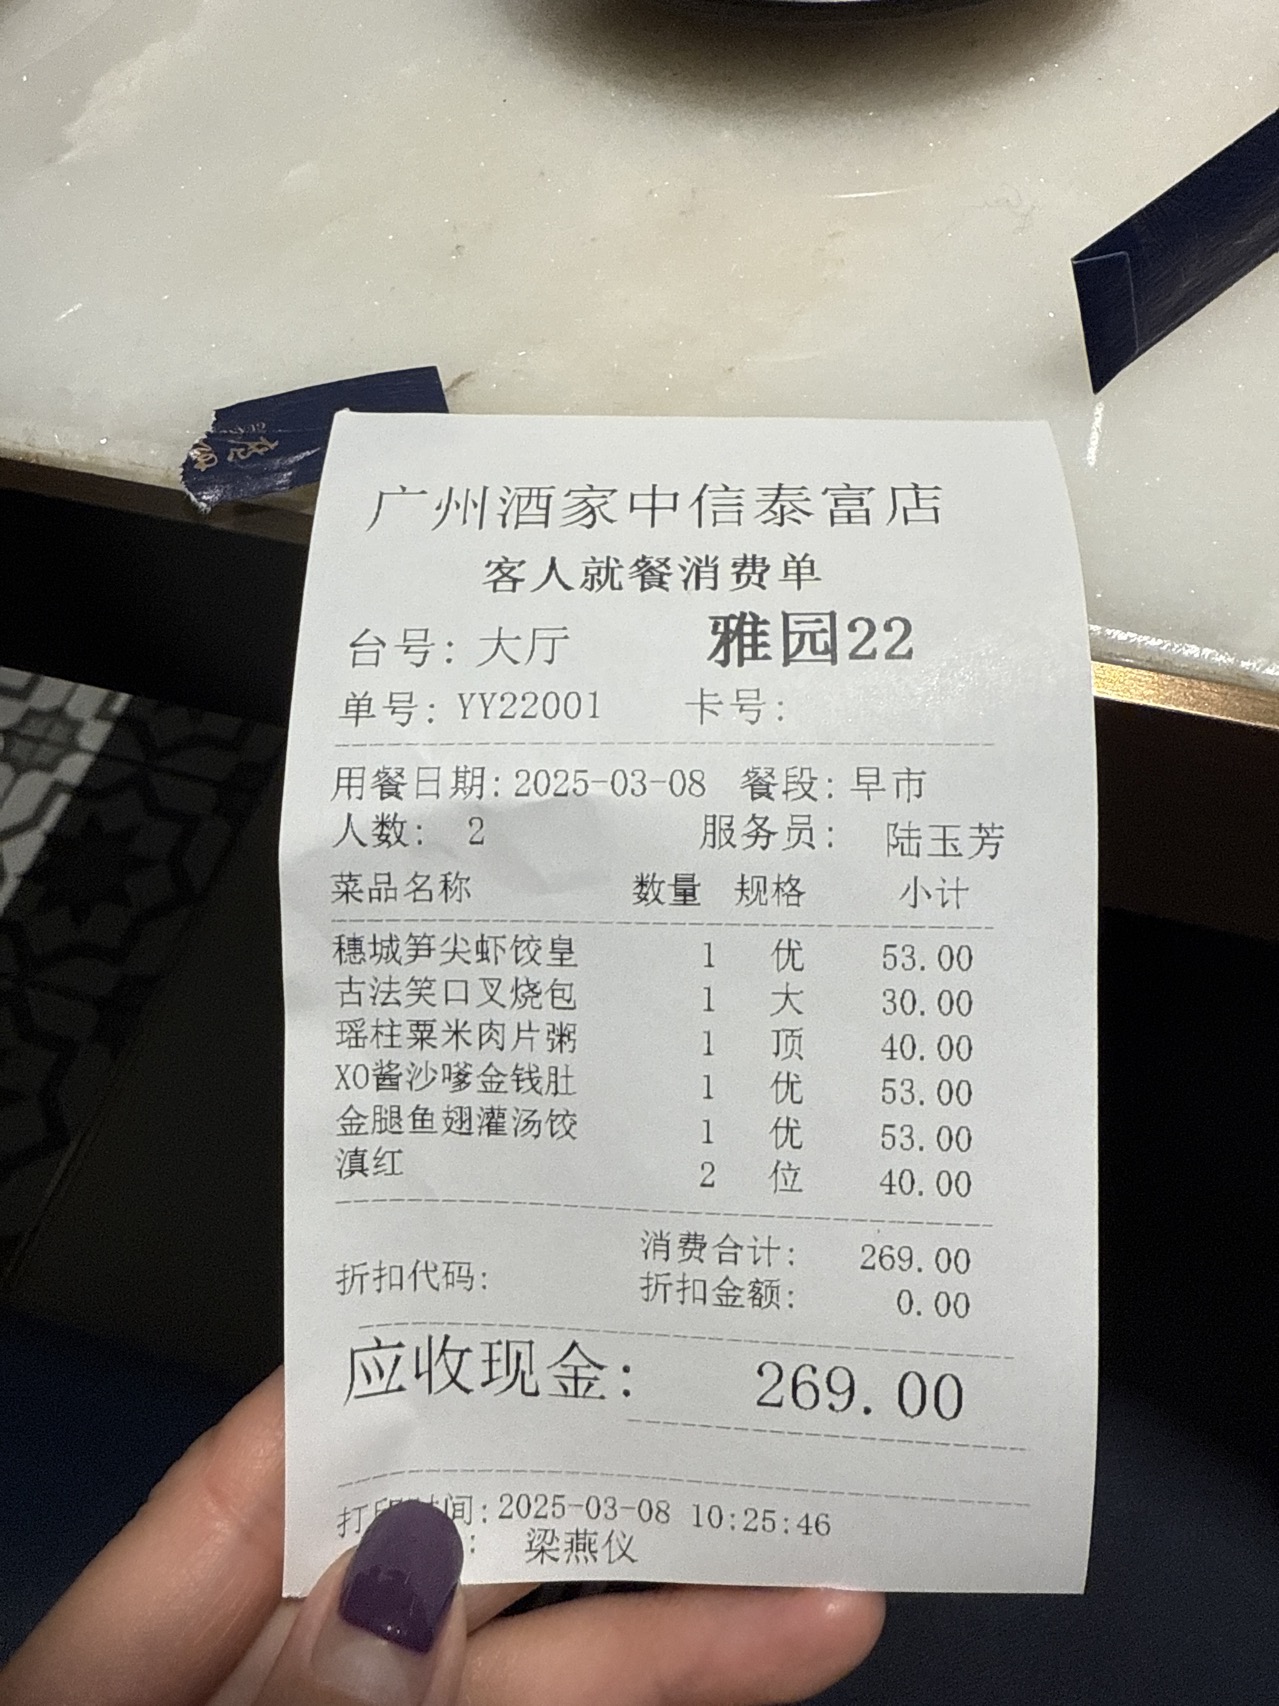 广州酒家中信泰富店
客人就餐消费单
台号: 大厅 雅园22
单号: YY22001 卡号:
用餐日期: 2025-03-08 餐段: 早市
人数: 2 服务员: 陆玉芳
菜品名称 数量 规格 小计
穗城笋尖虾饺皇 1 优 53.00
古法笑口叉烧包 1 大 30.00
瑶柱粟米肉片粥 1 顶 40.00
XO酱沙嗲金钱肚 1 优 53.00
金腿鱼翅灌汤饺 1 优 53.00
滇红 2 位 40.00
消费合计: 269.00
折扣代码: 折扣金额: 0.00
应收现金: 269.00
打印时间: 2025-03-08 10:25:46
: 梁燕仪